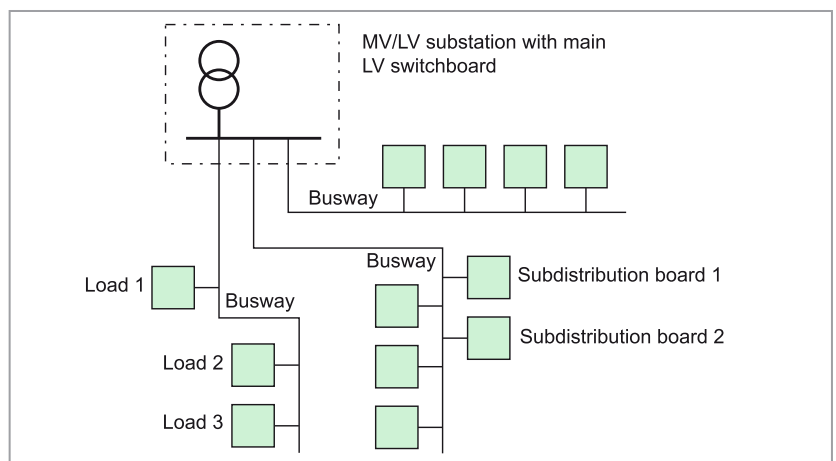 MV/LV substation with main
LV switchboard
Busway
Busway
Subdistribution board 1
Load 1
Busway
Subdistribution board 2
Load 2
Load 3